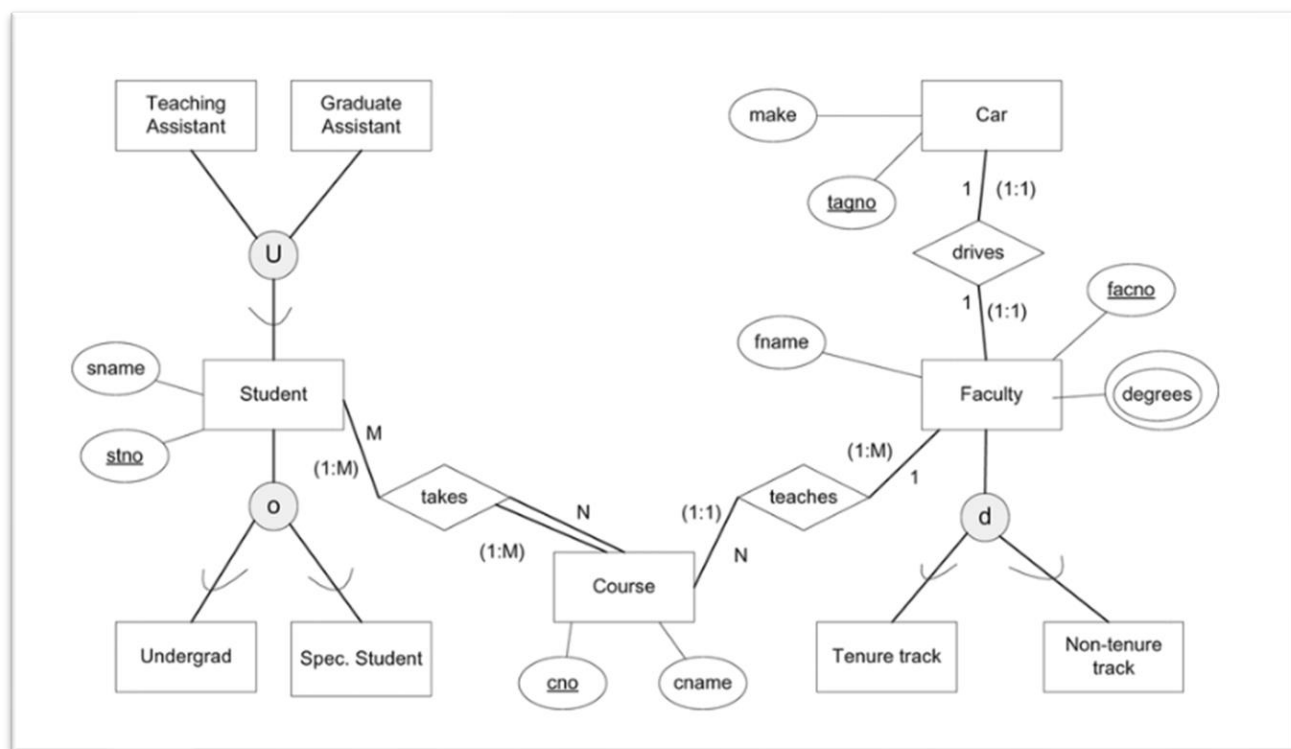 Teaching
Assistant
Graduate
Assistant
make
Car
tagno
1 (1:1)
U
drives
facno
1 (1:1)
fname
sname
Student
Faculty
degrees
stno
M
(1:M)
(1:M)
1
takes
teaches
o
N
(1:1)
d
(1:M)
N
Course
Undergrad
Spec. Student
Tenure track
Non-tenure
track
cno
cname